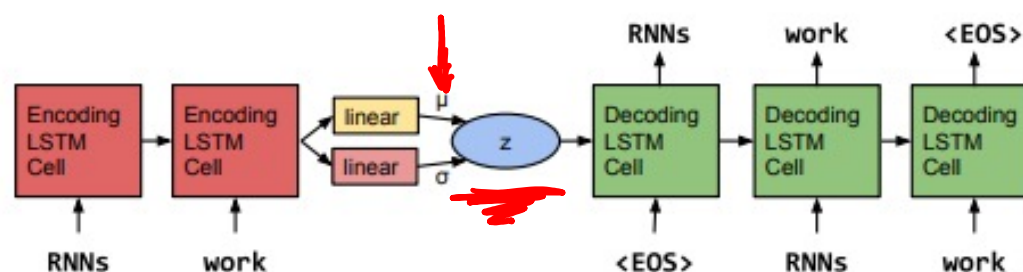 RNNs work <EOS>
Encoding LSTM Cell
Encoding LSTM Cell
linear
μ
linear
σ
z
Decoding LSTM Cell
Decoding LSTM Cell
Decoding LSTM Cell
RNNs work <EOS> RNNs work